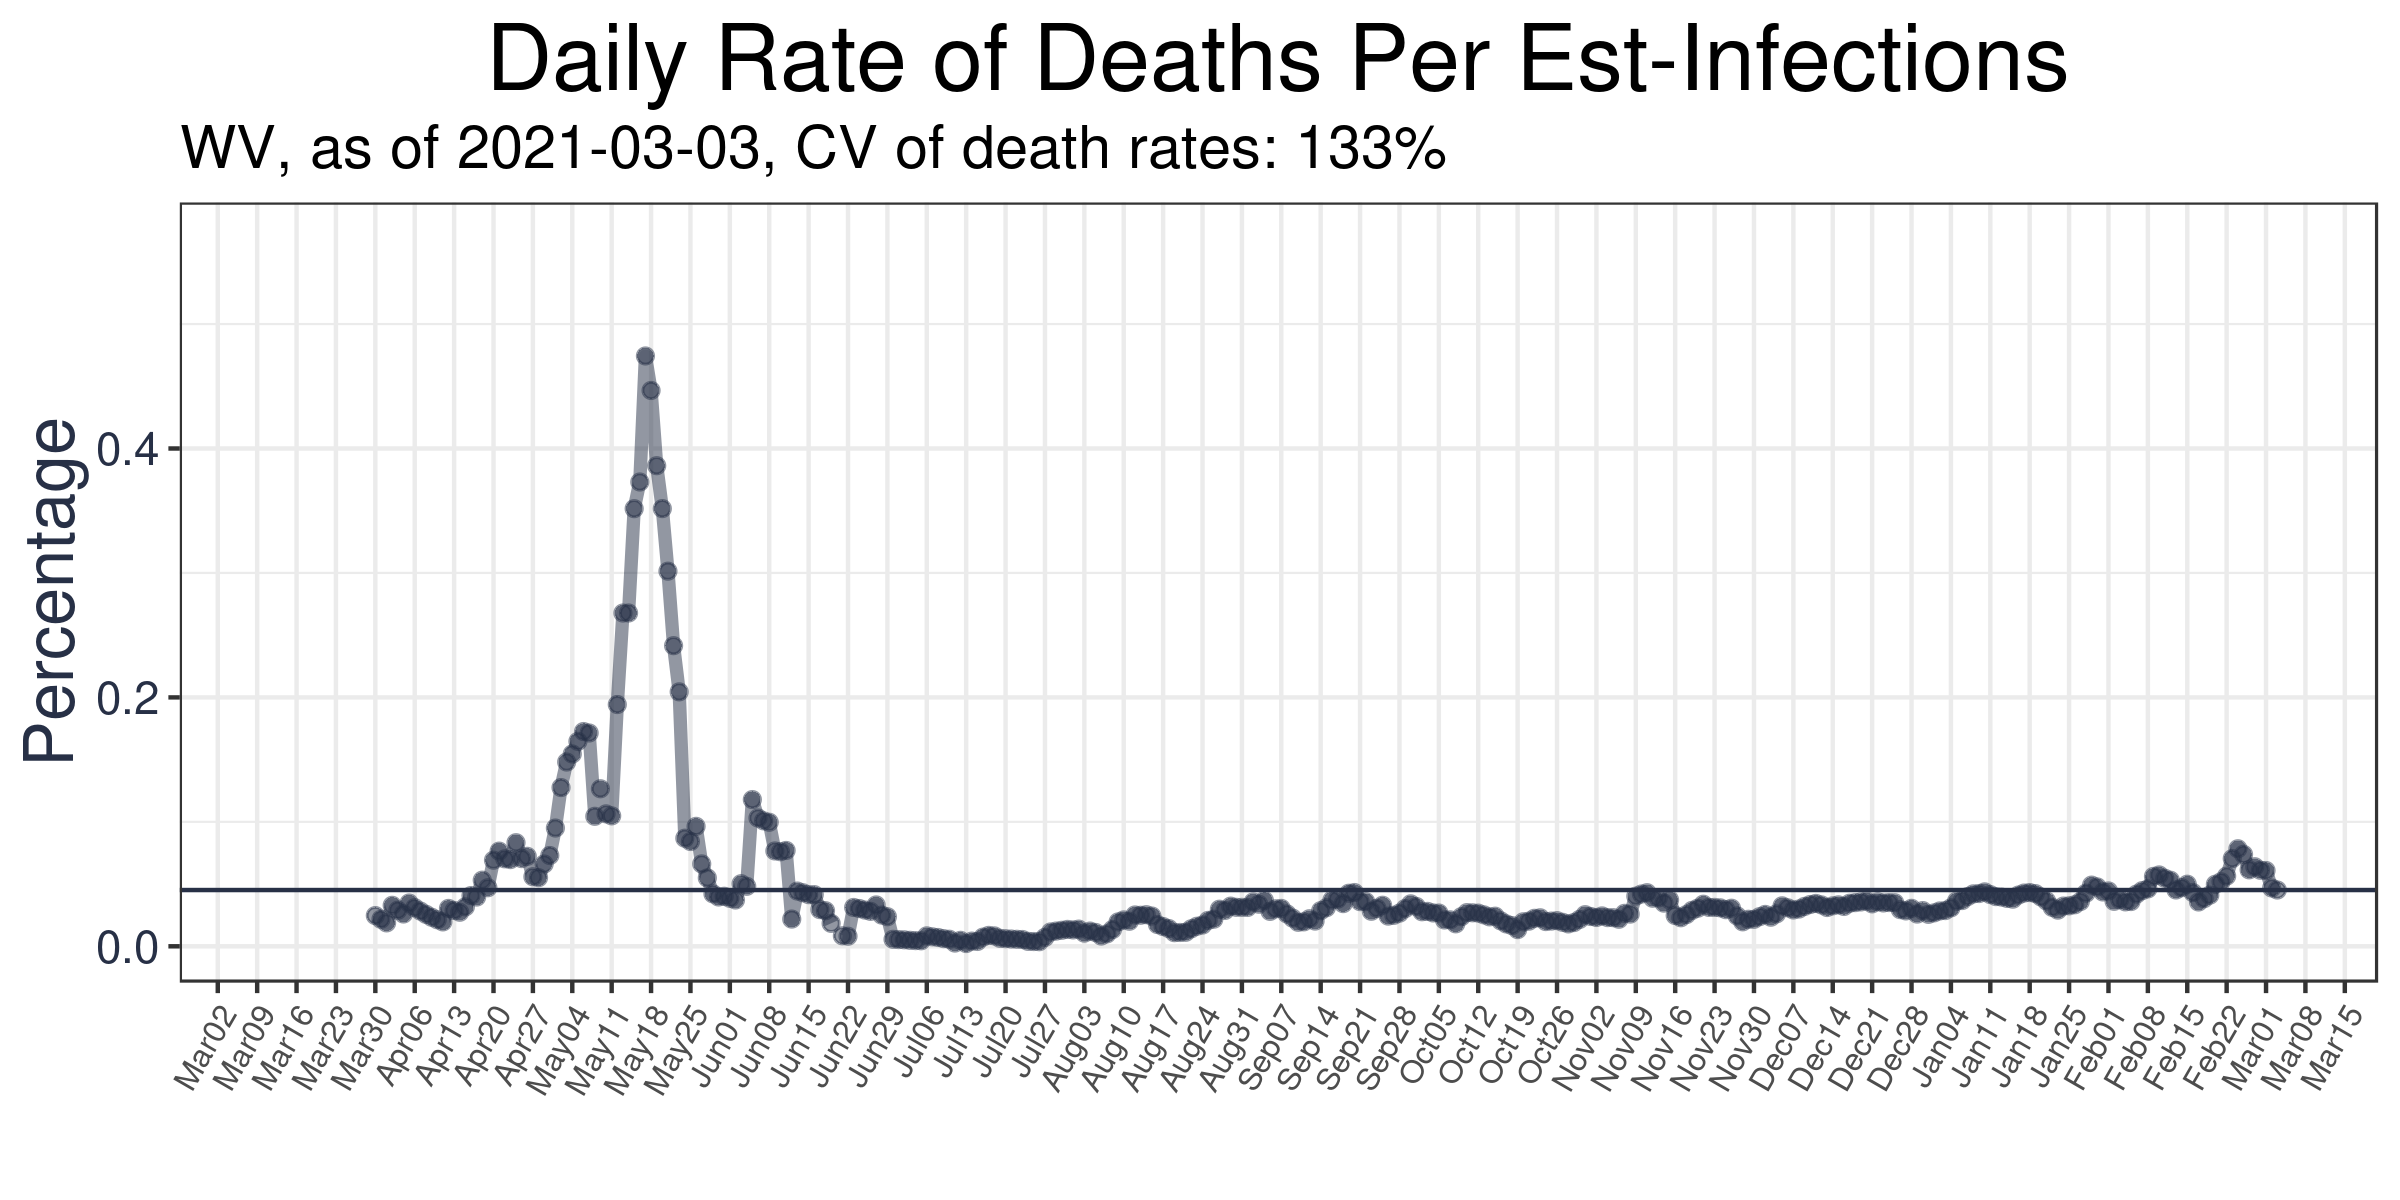 Daily Rate of Deaths Per Est-Infections
WV, as of 2021-03-03, CV of death rates: 133%
Percentage
0.4
0.2
0.0
Mar02 Mar09 Mar16 Mar23 Mar30 Apr06 Apr13 Apr20 Apr27 May04 May11 May18 May25 Jun01 Jun08 Jun15 Jun22 Jun29 Jul06 Jul13 Jul20 Jul27 Aug03 Aug10 Aug17 Aug24 Aug31 Sep07 Sep14 Sep21 Sep28 Oct05 Oct12 Oct19 Oct26 Nov02 Nov09 Nov16 Nov23 Nov30 Dec07 Dec14 Dec21 Dec28 Jan04 Jan11 Jan18 Jan25 Feb01 Feb08 Feb15 Feb22 Mar01 Mar08 Mar15